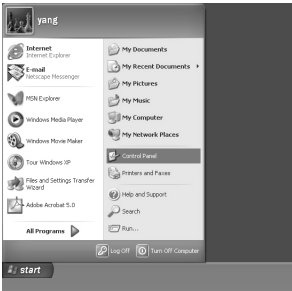 yang
Internet
Internet Explorer
E-mail
Netscape Messenger
MSN Explorer
Windows Media Player
Windows Movie Maker
Tour Windows XP
Files and Settings Transfer
Wizard
Adobe Acrobat 5.0
All Programs
My Documents
My Recent Documents
My Pictures
My Music
My Computer
My Network Places
Control Panel
Printers and Faxes
Help and Support
Search
Run...
Log Off
Turn Off Computer
start